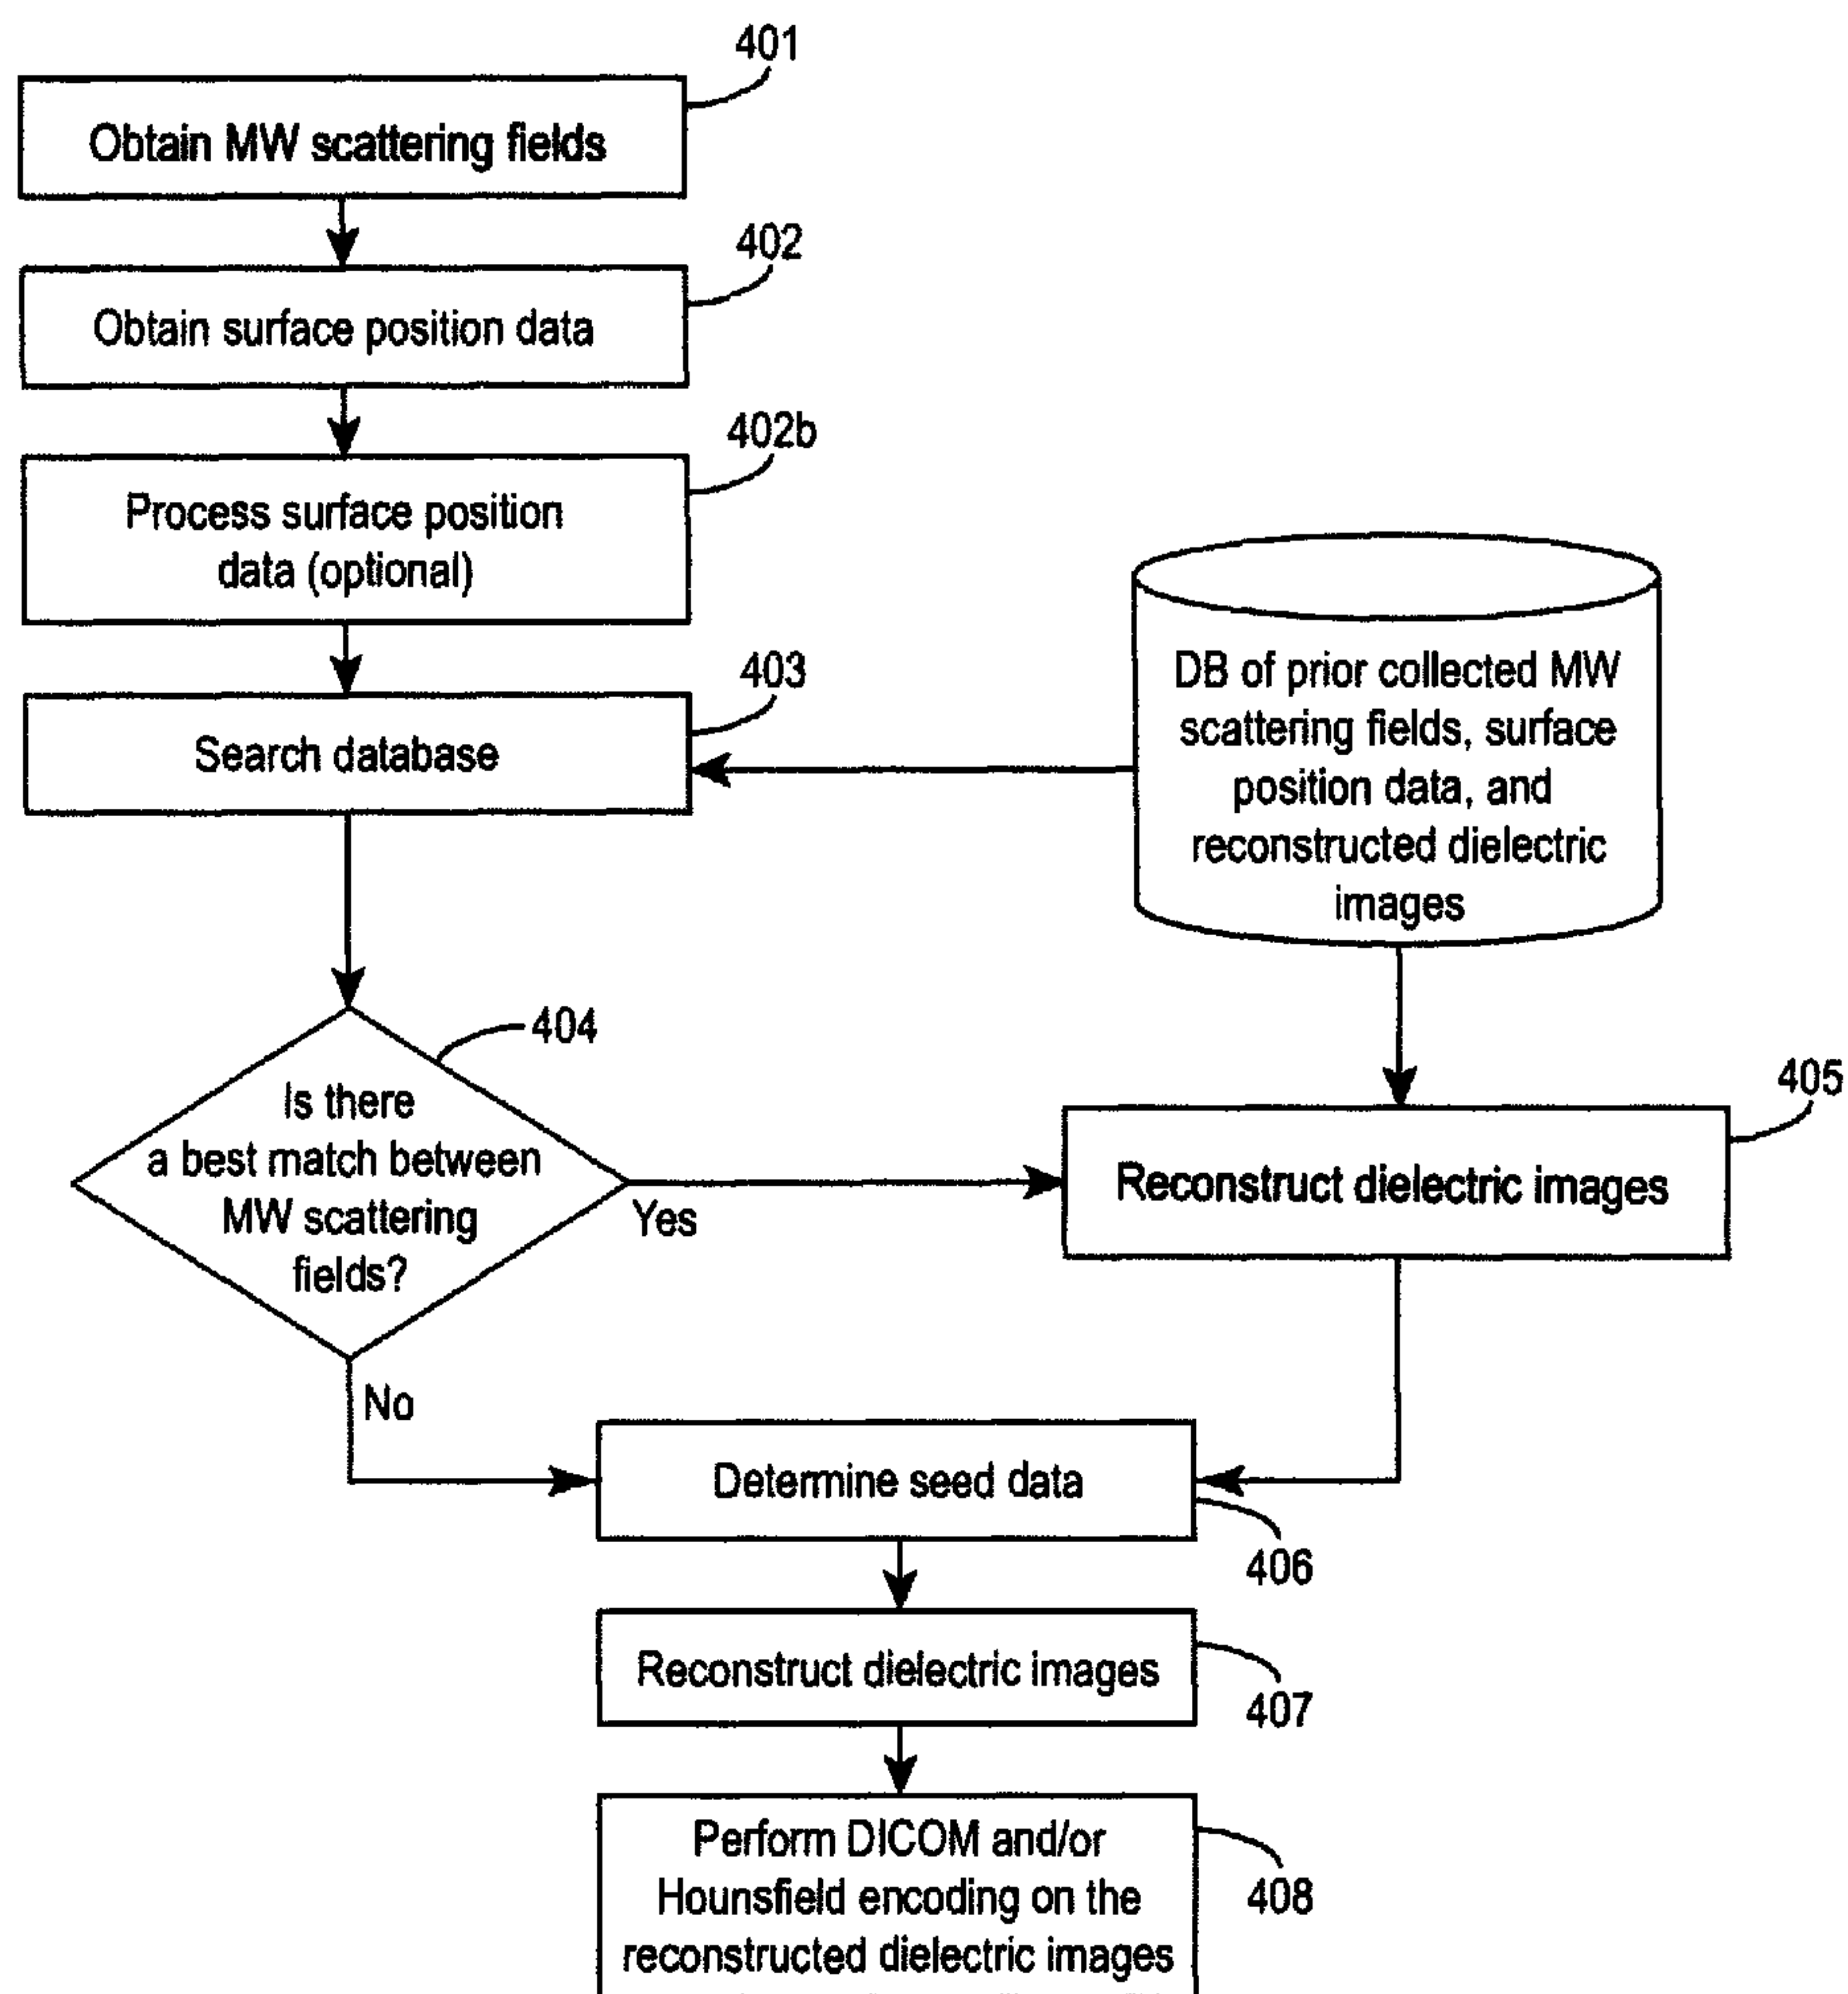 401
Obtain MW scattering fields
402
Obtain surface position data
402b
Process surface position
data (optional)
403
Search database
DB of prior collected MW
scattering fields, surface
position data, and
reconstructed dielectric
images
404
Is there
a best match between
MW scattering
fields?
Yes
No
405
Reconstruct dielectric images
Determine seed data
406
Reconstruct dielectric images
407
Perform DICOM and/or
Hounsfield encoding on the
reconstructed dielectric images
408